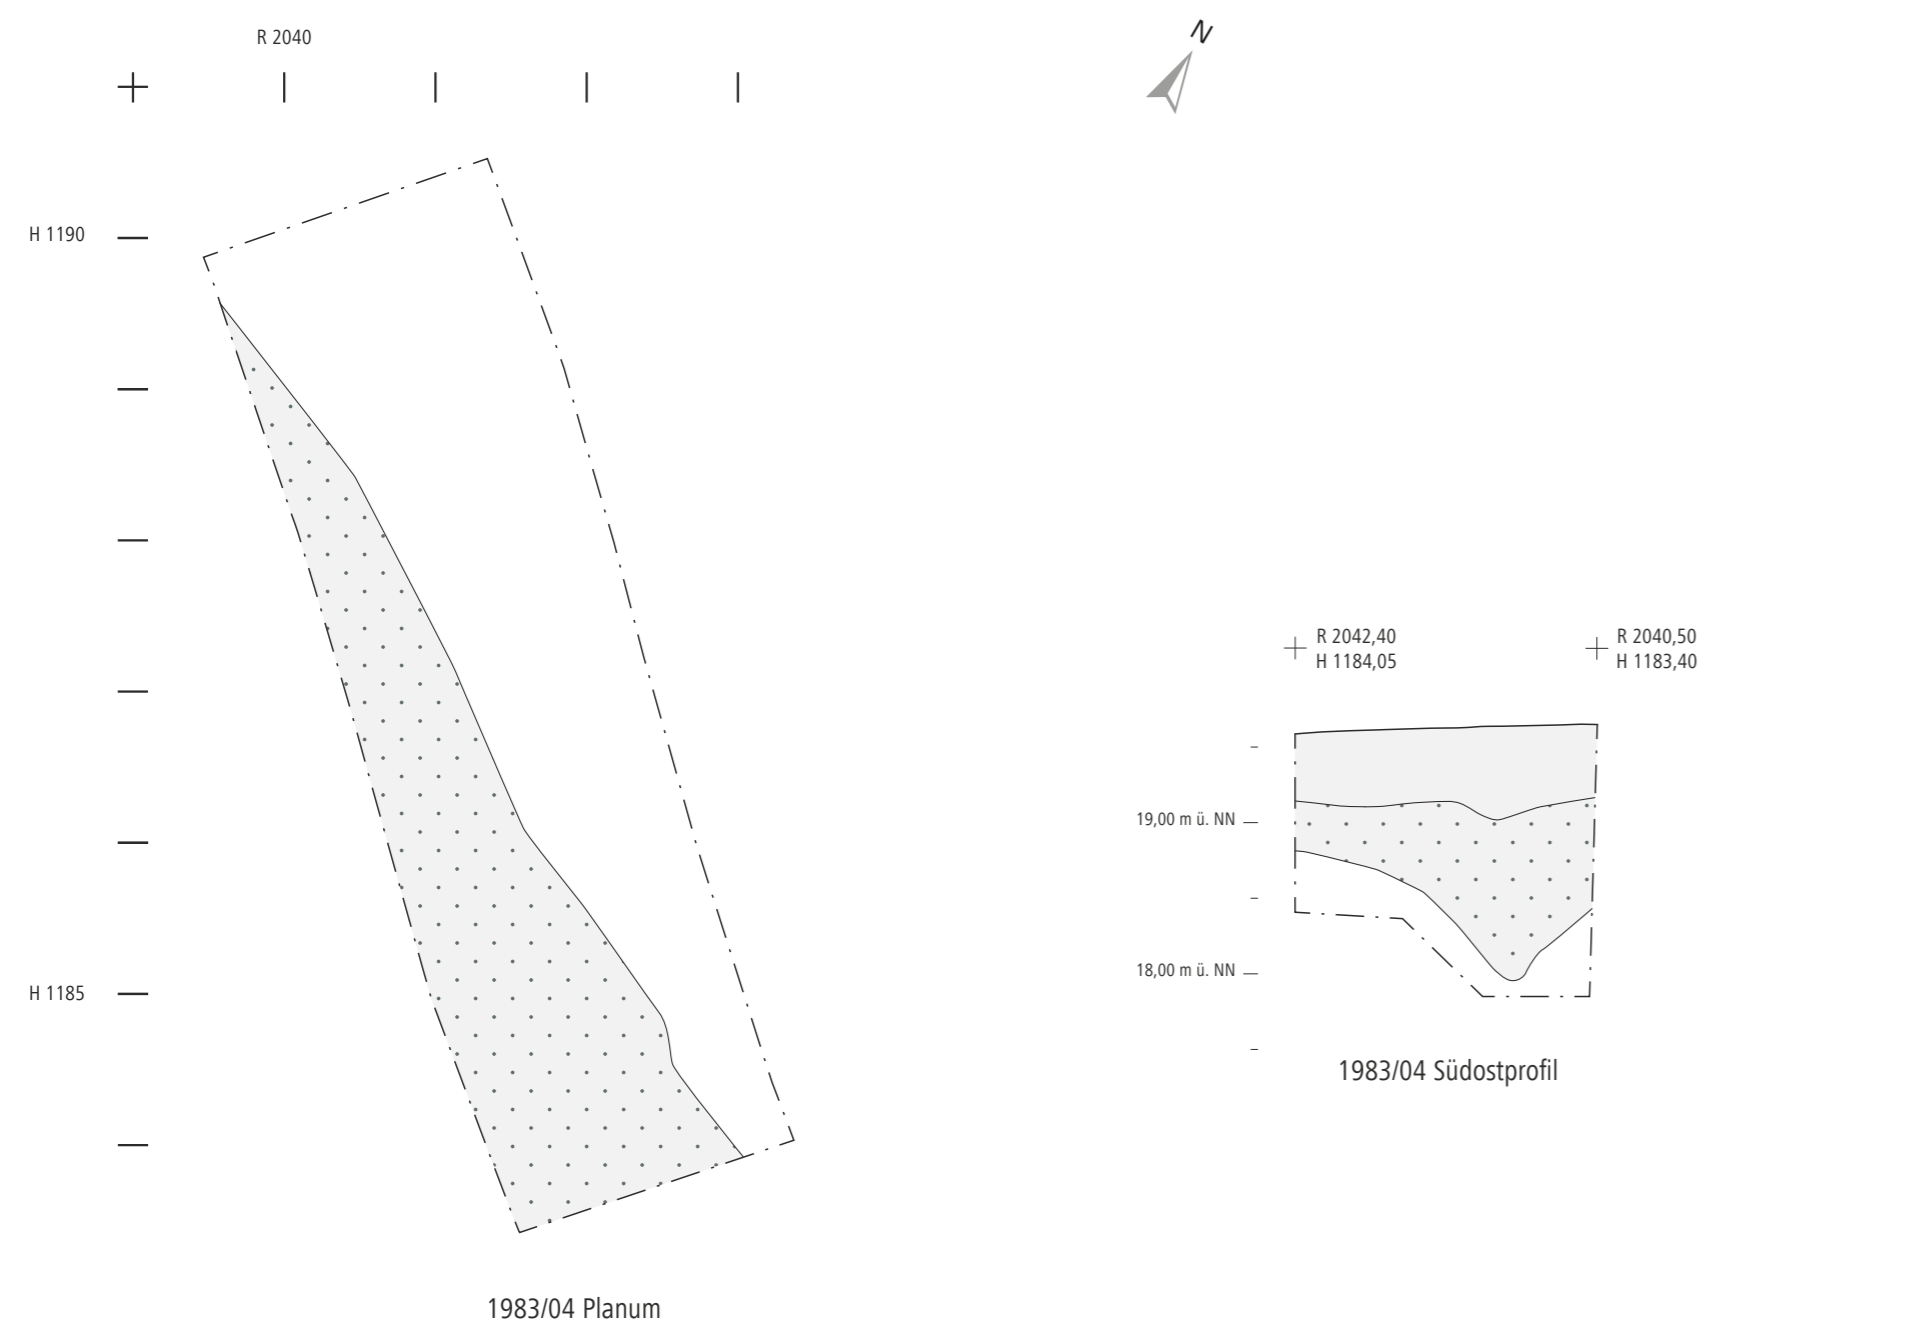 R 2040
N
H 1190
R 2042,40
H 1184,05
R 2040,50
H 1183,40
19,00 m ü. NN
18,00 m ü. NN
H 1185
1983/04 Südostprofil
1983/04 Planum